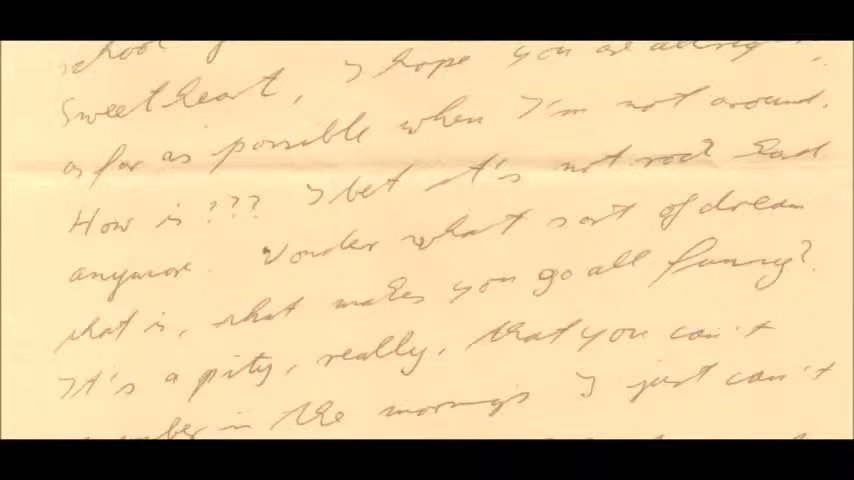 school
Sweetheart, I hope you are allright,
as far as possible when I'm not around.
How is ??? I bet it's not
anymore. Wonder what sort of dream
that is, that makes you go all funny?
It's a pity, really, that you can't
in the mornings I just can't